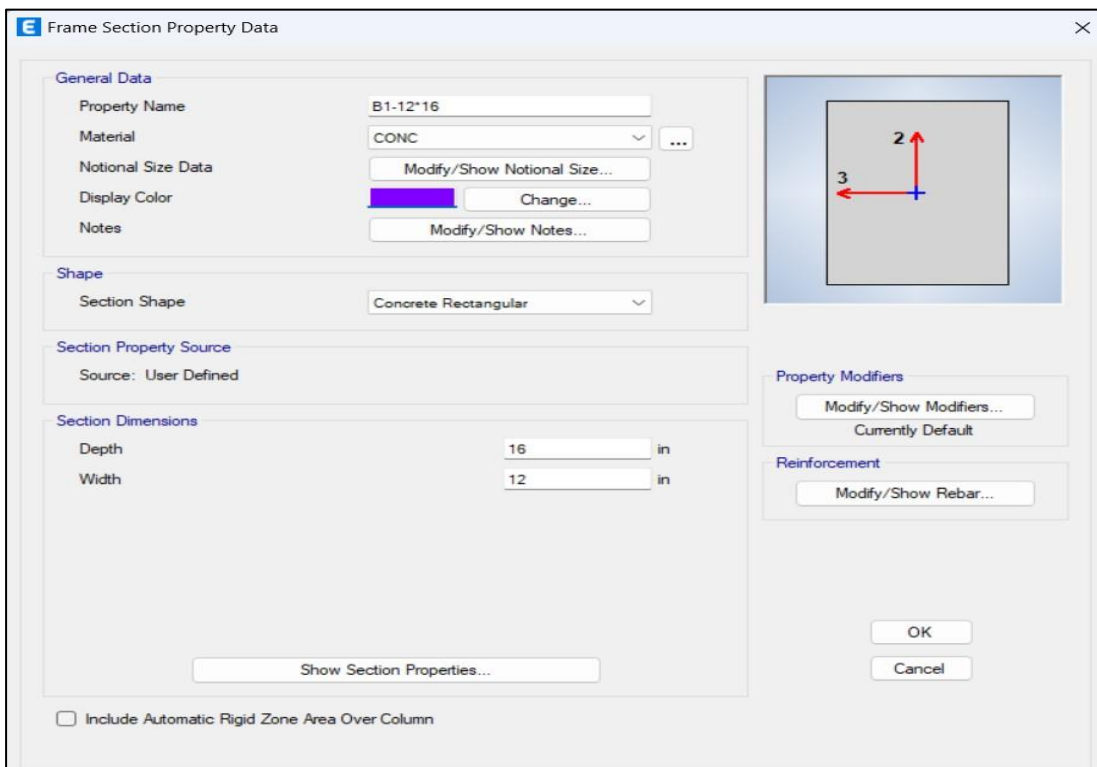 E Frame Section Property Data
General Data
Property Name B1-12*16
Material CONC ...
Notional Size Data Modify/Show Notional Size...
Display Color Change...
Notes Modify/Show Notes...
Shape
Section Shape Concrete Rectangular
Section Property Source
Source: User Defined
Section Dimensions
Depth 16 in
Width 12 in
Show Section Properties...
Include Automatic Rigid Zone Area Over Column
2
3
Property Modifiers
Modify/Show Modifiers...
Currently Default
Reinforcement
Modify/Show Rebar...
OK
Cancel